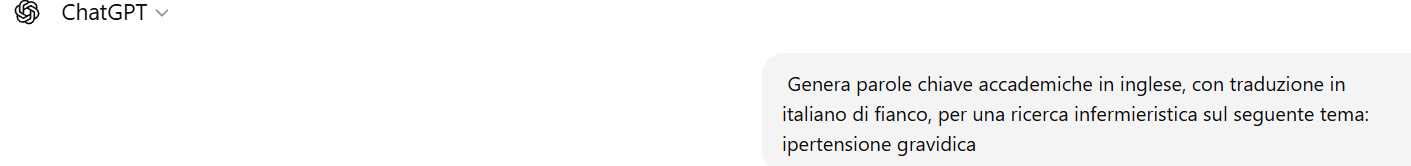 ChatGPT
Genera parole chiave accademiche in inglese, con traduzione in
italiano di fianco, per una ricerca infermieristica sul seguente tema:
ipertensione gravidica